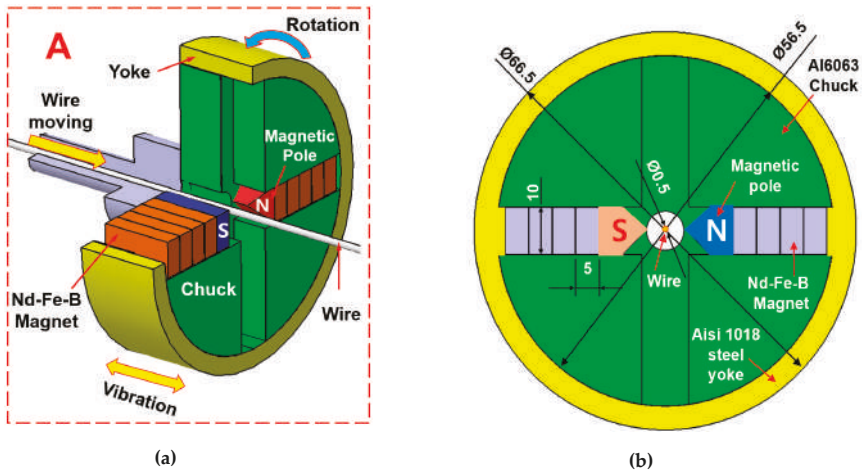 A
Rotation
Yoke
Wire
moving
Magnetic
Pole
N
S
Nd-Fe-B
Magnet
Chuck
Wire
Vibration
(a)
Ø66.5
Ø56.5
Al6063
Chuck
Ø0.5
Magnetic
pole
10
S
N
5
Wire
Nd-Fe-B
Magnet
Aisi 1018
steel
yoke
(b)